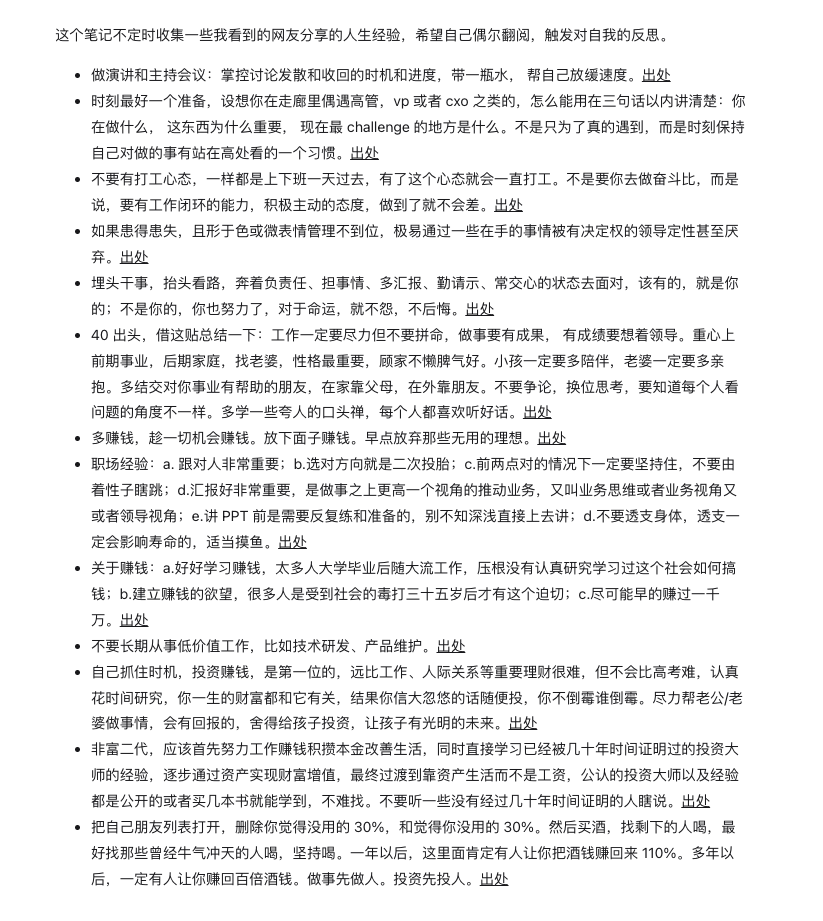 这个笔记不定时收集一些我看到的网友分享的人生经验，希望自己偶尔翻阅，触发对自我的反思。
• 做演讲和主持会议：掌控讨论发散和收回的时机和进度，带一瓶水， 帮自己放缓速度。出处
• 时刻最好一个准备，设想你在走廊里偶遇高管，vp 或者 cxo 之类的，怎么能用在三句话以内讲清楚：你
在做什么， 这东西为什么重要， 现在最 challenge 的地方是什么。不是只为了真的遇到，而是时刻保持
自己对做的事有站在高处看的一个习惯。出处
• 不要有打工心态，一样都是上下班一天过去，有了这个心态就会一直打工。不是要你去做奋斗比，而是
说，要有工作闭环的能力，积极主动的态度，做到了就不会差。出处
• 如果患得患失，且形于色或微表情管理不到位，极易通过一些在手的事情被有决定权的领导定性甚至厌
弃。出处
• 埋头干事，抬头看路，奔着负责任、担事情、多汇报、勤请示、常交心的状态去面对，该有的，就是你
的；不是你的，你也努力了，对于命运，就不怨，不后悔。出处
• 40 出头，借这贴总结一下：工作一定要尽力但不要拼命，做事要有成果， 有成绩要想着领导。重心上
前期事业，后期家庭，找老婆，性格最重要，顾家不懒脾气好。小孩一定要多陪伴，老婆一定要多亲
抱。多结交对你事业有帮助的朋友，在家靠父母，在外靠朋友。不要争论，换位思考，要知道每个人看
问题的角度不一样。多学一些夸人的口头禅，每个人都喜欢听好话。出处
• 多赚钱，趁一切机会赚钱。放下面子赚钱。早点放弃那些无用的理想。出处
• 职场经验：a. 跟对人非常重要；b.选对方向就是二次投胎；c.前两点对的情况下一定要坚持住，不要由
着性子瞎跳；d.汇报好非常重要，是做事之上更高一个视角的推动业务，又叫业务思维或者业务视角又
或者领导视角；e.讲 PPT 前是需要反复练和准备的，别不知深浅直接上去讲；d.不要透支身体，透支一
定会影响寿命的，适当摸鱼。出处
• 关于赚钱：a.好好学习赚钱，太多人大学毕业后随大流工作，压根没有认真研究学习过这个社会如何搞
钱；b.建立赚钱的欲望，很多人是受到社会的毒打三十五岁后才有这个迫切；c.尽可能早的赚过一千
万。出处
• 不要长期从事低价值工作，比如技术研发、产品维护。出处
• 自己抓住时机，投资赚钱，是第一位的，远比工作、人际关系等重要理财很难，但不会比高考难，认真
花时间研究，你一生的财富都和它有关，结果你信大忽悠的话随便投，你不倒霉谁倒霉。尽力帮老公/老
婆做事情，会有回报的，舍得给孩子投资，让孩子有光明的未来。出处
• 非富二代，应该首先努力工作赚钱积攒本金改善生活，同时直接学习已经被几十年时间证明过的投资大
师的经验，逐步通过资产实现财富增值，最终过渡到靠资产生活而不是工资，公认的投资大师以及经验
都是公开的或者买几本书就能学到，不难找。不要听一些没有经过几十年时间证明的人瞎说。出处
• 把自己朋友列表打开，删除你觉得没用的 30%，和觉得你没用的 30%。然后买酒，找剩下的人喝，最
好找那些曾经牛气冲天的人喝，坚持喝。一年以后，这里面肯定有人让你把酒钱赚回来 110%。多年以
后，一定有人让你赚回百倍酒钱。做事先做人。投资先投人。出处